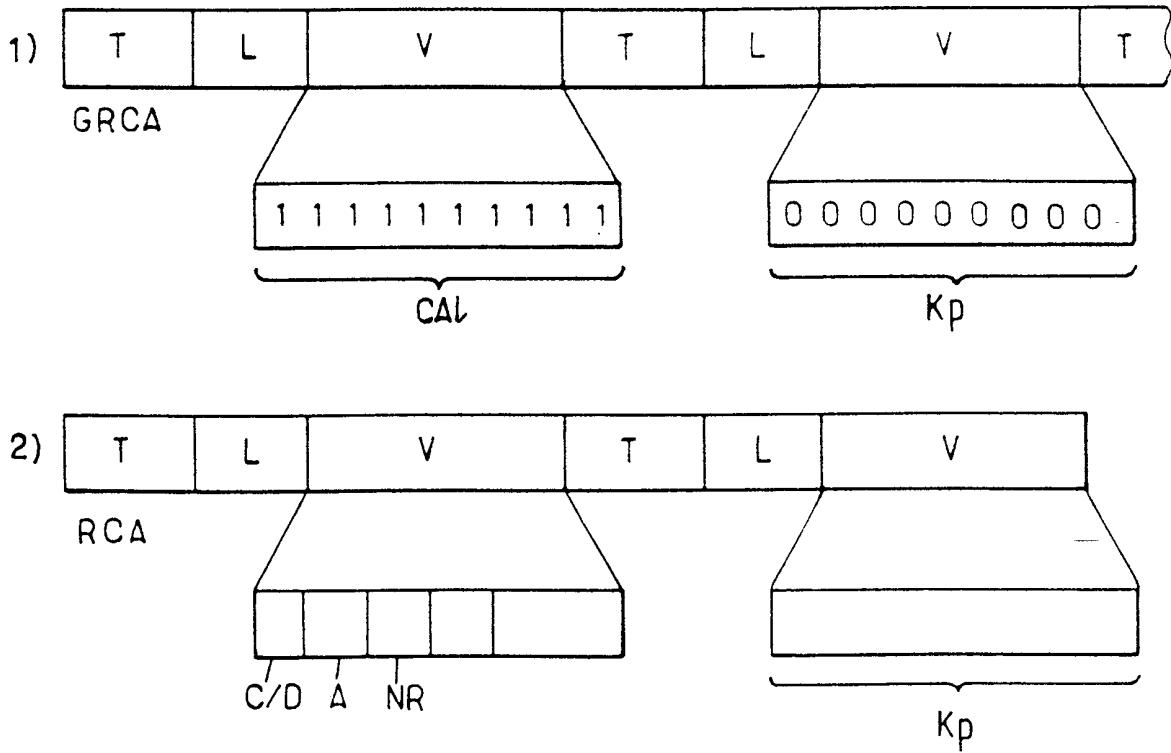 1) T L V T L V T
GRCA
1 1 1 1 1 1 1 1 1 1 0 0 0 0 0 0 0 0 0
CAl Kp
2) T L V T L V
RCA
C/D A NR
Kp